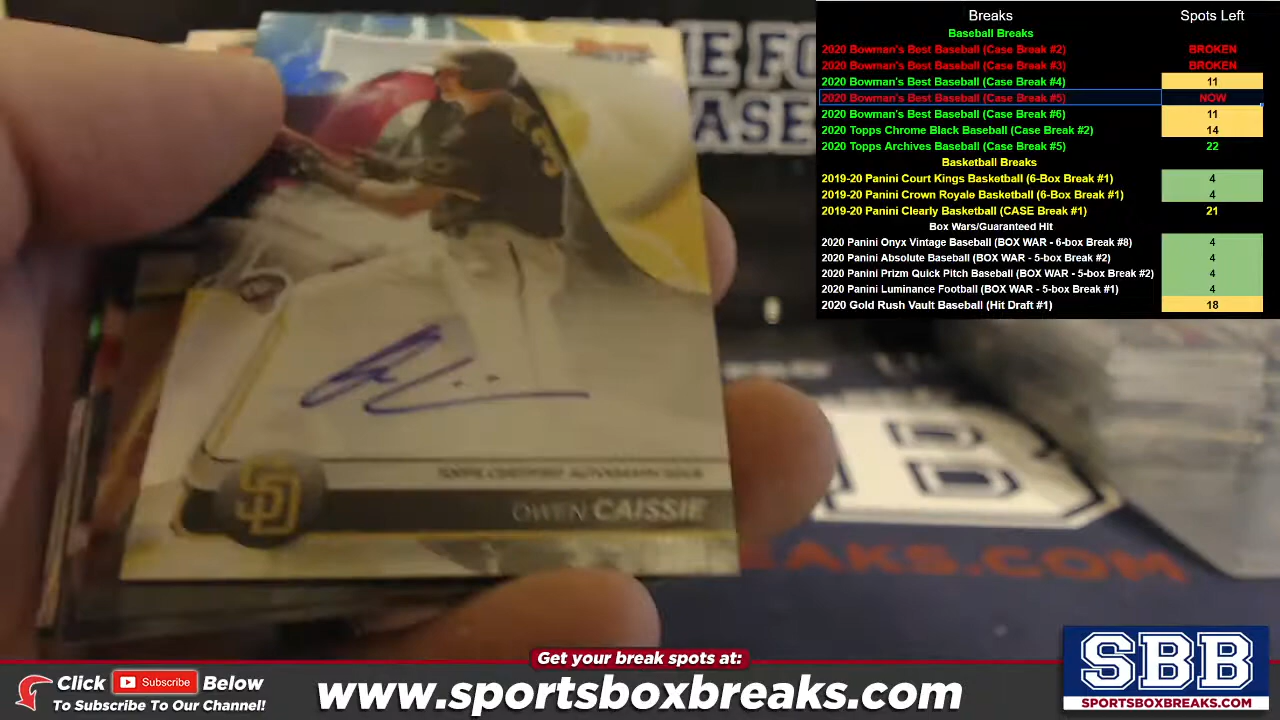 Breaks Spots Left
Baseball Breaks
2020 Bowman's Best Baseball (Case Break #2) BROKEN
2020 Bowman's Best Baseball (Case Break #3) BROKEN
2020 Bowman's Best Baseball (Case Break #4) 11
2020 Bowman's Best Baseball (Case Break #5) NOW
2020 Bowman's Best Baseball (Case Break #6) 11
2020 Topps Chrome Black Baseball (Case Break #2) 14
2020 Topps Archives Baseball (Case Break #5) 22
Basketball Breaks
2019-20 Panini Court Kings Basketball (6-Box Break #1) 4
2019-20 Panini Crown Royale Basketball (6-Box Break #1) 4
2019-20 Panini Clearly Basketball (CASE Break #1) 21
Box Wars/Guaranteed Hit
2020 Panini Onyx Vintage Baseball (BOX WAR - 6-box Break #8) 4
2020 Panini Absolute Baseball (BOX WAR - 5-box Break #2) 4
2020 Panini Prizm Quick Pitch Baseball (BOX WAR - 5-box Break #2) 4
2020 Panini Luminance Football (BOX WAR - 5-box Break #1) 4
2020 Gold Rush Vault Baseball (Hit Draft #1) 18
SD
TOPPS CERTIFIED AUTOGRAPH ISSUE
OWEN CAISSIE
Get your break spots at:
Click Subscribe Below
To Subscribe To Our Channel!
www.sportsboxbreaks.com
SBB
SPORTSBOXBREAKS.COM